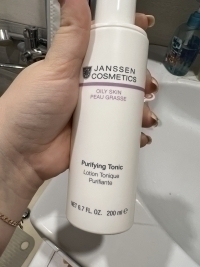 JANSSEN
COSMETICS
OILY SKIN
PEAU GRASSE
Purifying Tonic
Lotion Tonique
Purifiante
NET 6.7 FL. OZ. 200 ml ℮